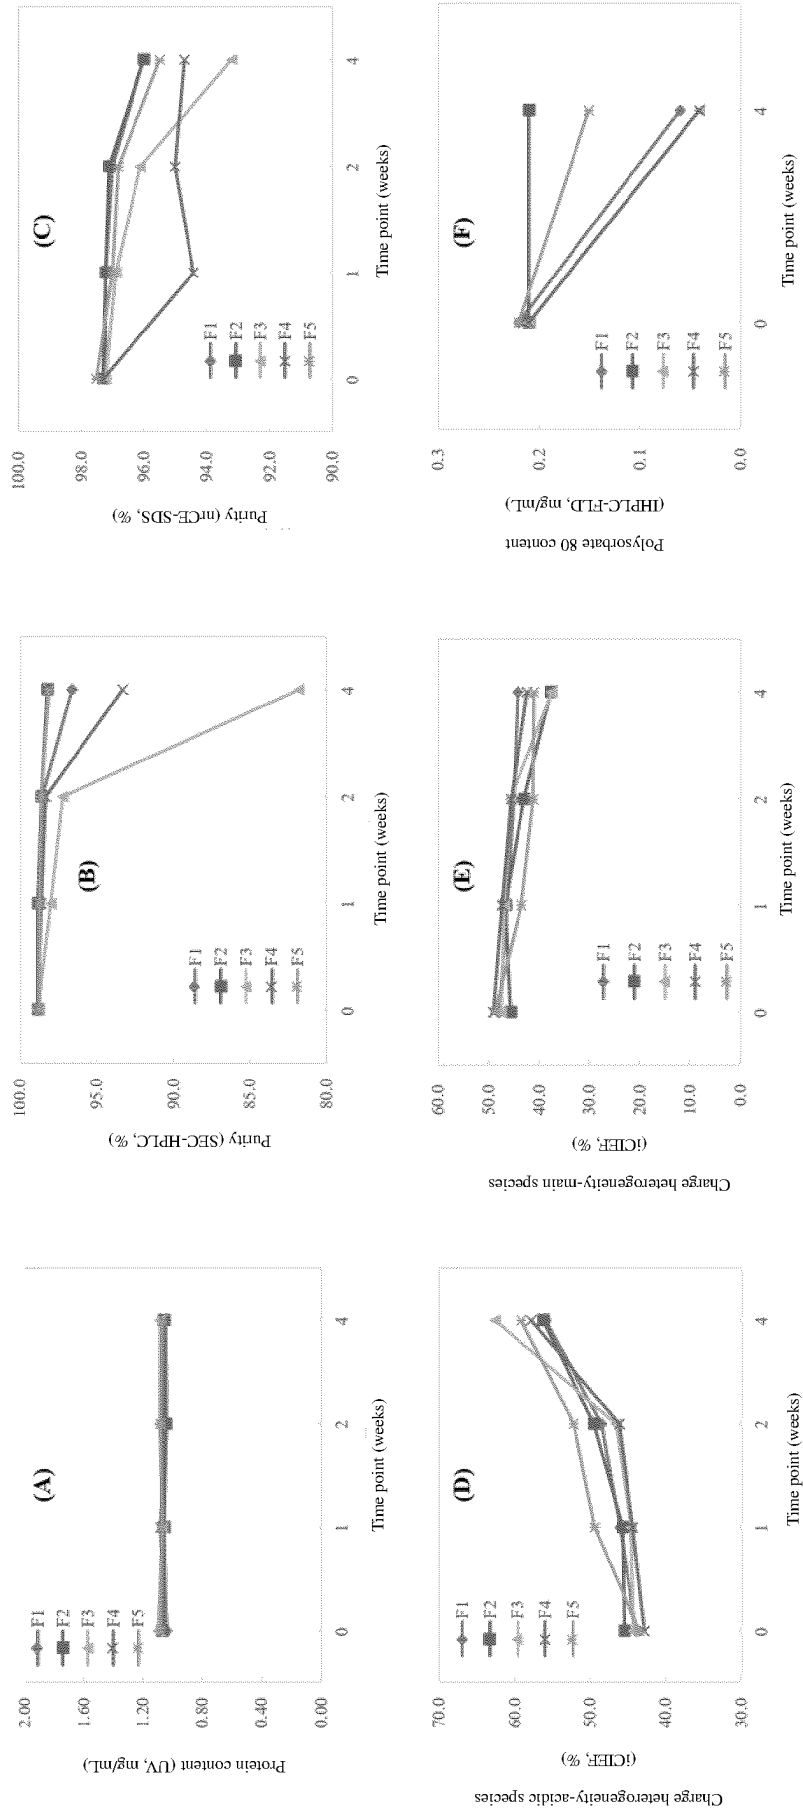 (A)
Protein content (UV, mg/mL)
2.00
1.60
1.20
0.80
0.40
0.00
F1
F2
F3
F4
F5
0
1
2
4
Time point (weeks)
(B)
Purity (SEC-HPLC, %)
100.0
95.0
90.0
85.0
80.0
F1
F2
F3
F4
F5
0
1
2
4
Time point (weeks)
(C)
Purity (nrCE-SDS, %)
100.0
98.0
96.0
94.0
92.0
90.0
F1
F2
F3
F4
F5
0
1
2
4
Time point (weeks)
(D)
Charge heterogeneity-acidic species
(iCIEF, %)
70.0
60.0
50.0
40.0
30.0
F1
F2
F3
F4
F5
0
1
2
4
Time point (weeks)
(E)
Charge heterogeneity-main species
(iCIEF, %)
60.0
50.0
40.0
30.0
20.0
10.0
0.0
F1
F2
F3
F4
F5
0
1
2
4
Time point (weeks)
(F)
Polysorbate 80 content
(IHPLC-FLD, mg/mL)
0.3
0.2
0.1
0.0
F1
F2
F3
F4
F5
0
4
Time point (weeks)